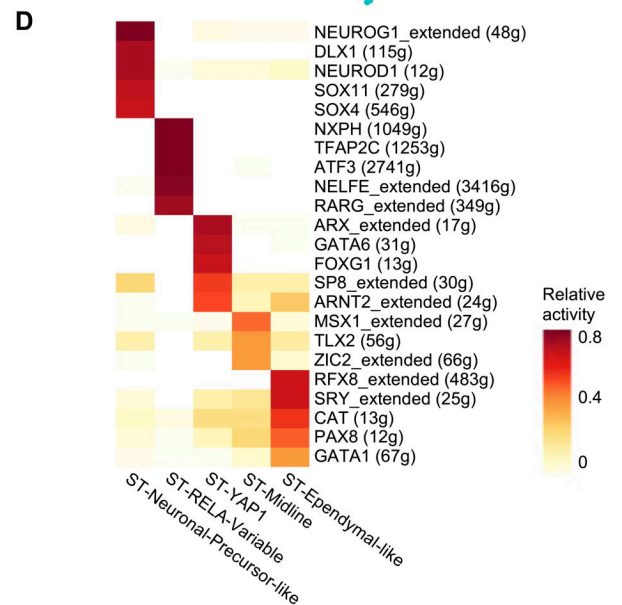 D
NEUROG1_extended (48g)
DLX1 (115g)
NEUROD1 (12g)
SOX11 (279g)
SOX4 (546g)
NXPH (1049g)
TFAP2C (1253g)
ATF3 (2741g)
NELFE_extended (3416g)
RARG_extended (349g)
ARX_extended (17g)
GATA6 (31g)
FOXG1 (13g)
SP8_extended (30g)
ARNT2_extended (24g)
MSX1_extended (27g)
TLX2 (56g)
ZIC2_extended (66g)
RFX8_extended (483g)
SRY_extended (25g)
CAT (13g)
PAX8 (12g)
GATA1 (67g)
Relative
activity
0.8
0.4
0
ST-Neuronal-Precursor-like
ST-RELA-Variable
ST-YAP1
ST-Midline
ST-Ependymal-like